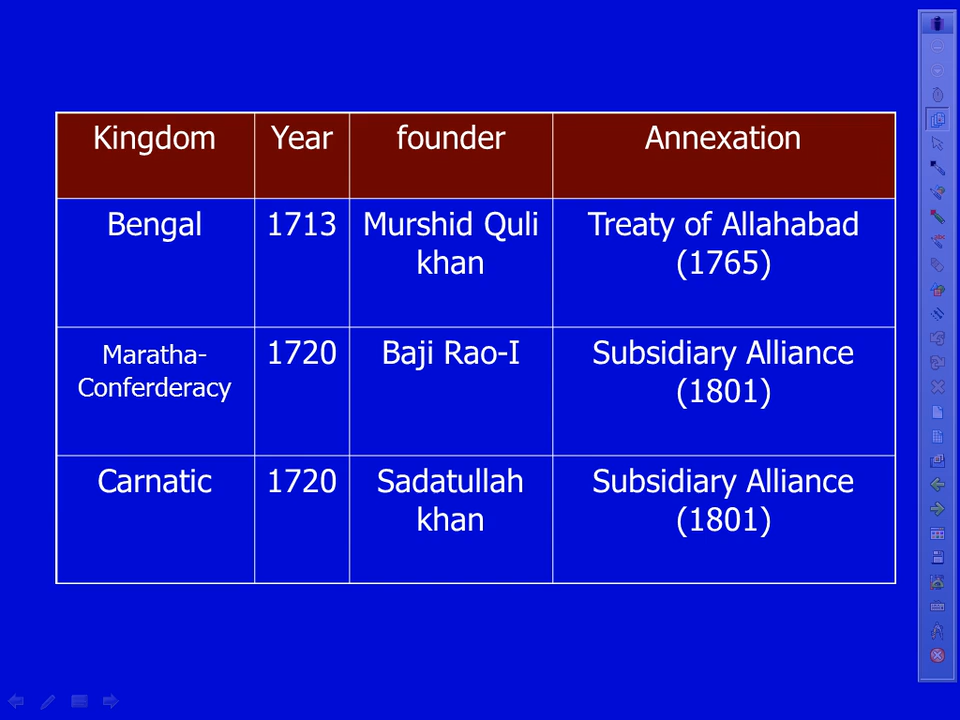 Kingdom Year founder Annexation
Bengal 1713 Murshid Quli Treaty of Allahabad
khan (1765)
Maratha- 1720 Baji Rao-I Subsidiary Alliance
Conferderacy (1801)
Carnatic 1720 Sadatullah Subsidiary Alliance
khan (1801)